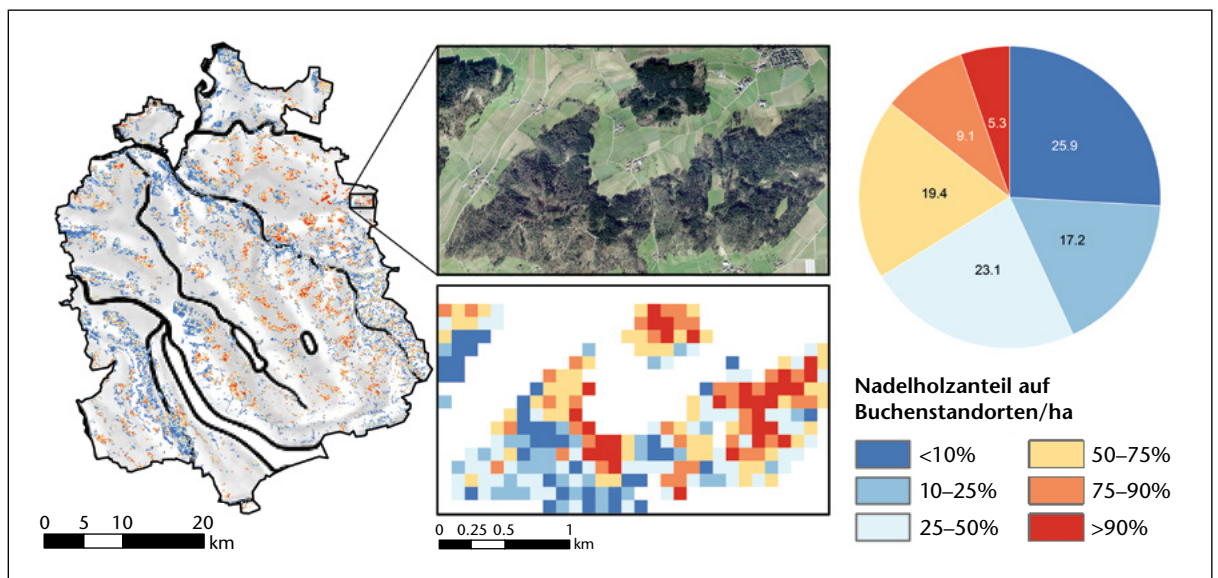 25.9
17.2
23.1
19.4
9.1
5.3
Nadelholzanteil auf
Buchenstandorten/ha
<10% 50–75%
10–25% 75–90%
25–50% >90%
0 5 10 20
km
0 0.25 0.5 1
km